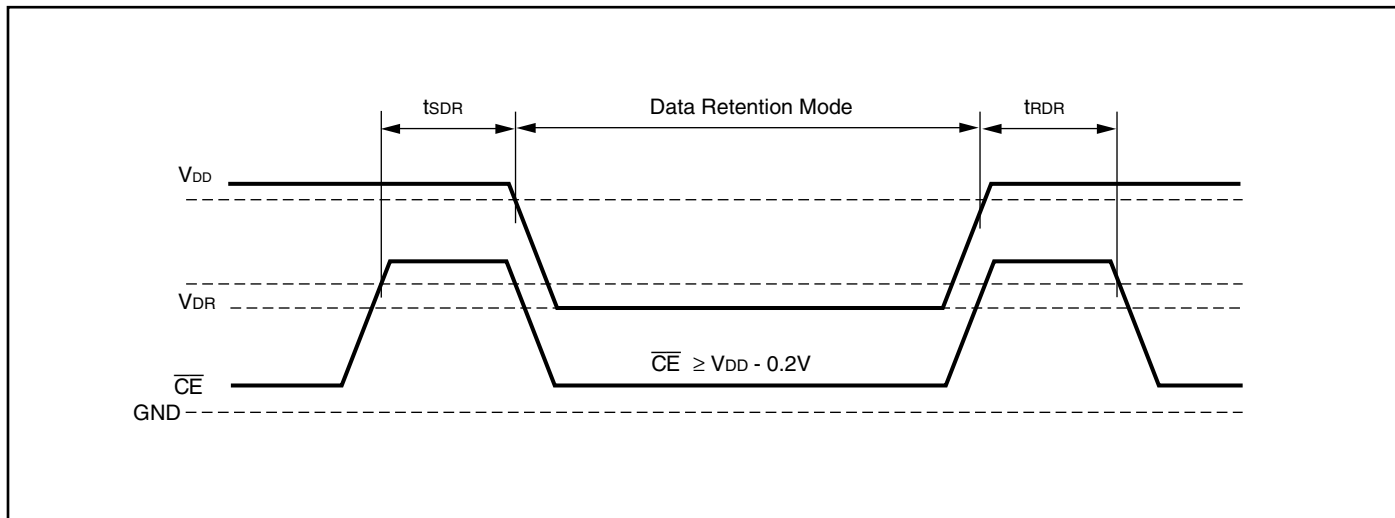 tSDR Data Retention Mode tRDR
VDD
VDR
CE ≥ VDD - 0.2V
CE
GND